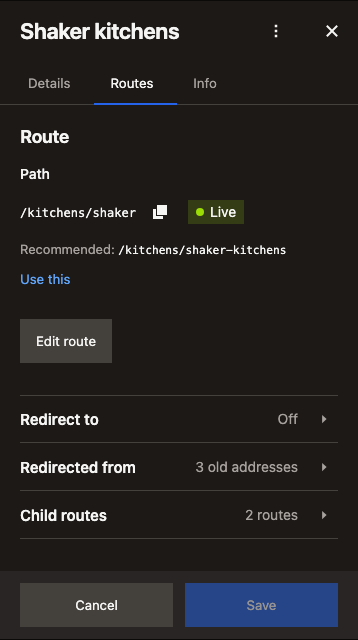 Shaker kitchens
Details Routes Info
Route
Path
/kitchens/shaker Live
Recommended: /kitchens/shaker-kitchens
Use this
Edit route
Redirect to Off
Redirected from 3 old addresses
Child routes 2 routes
Cancel Save